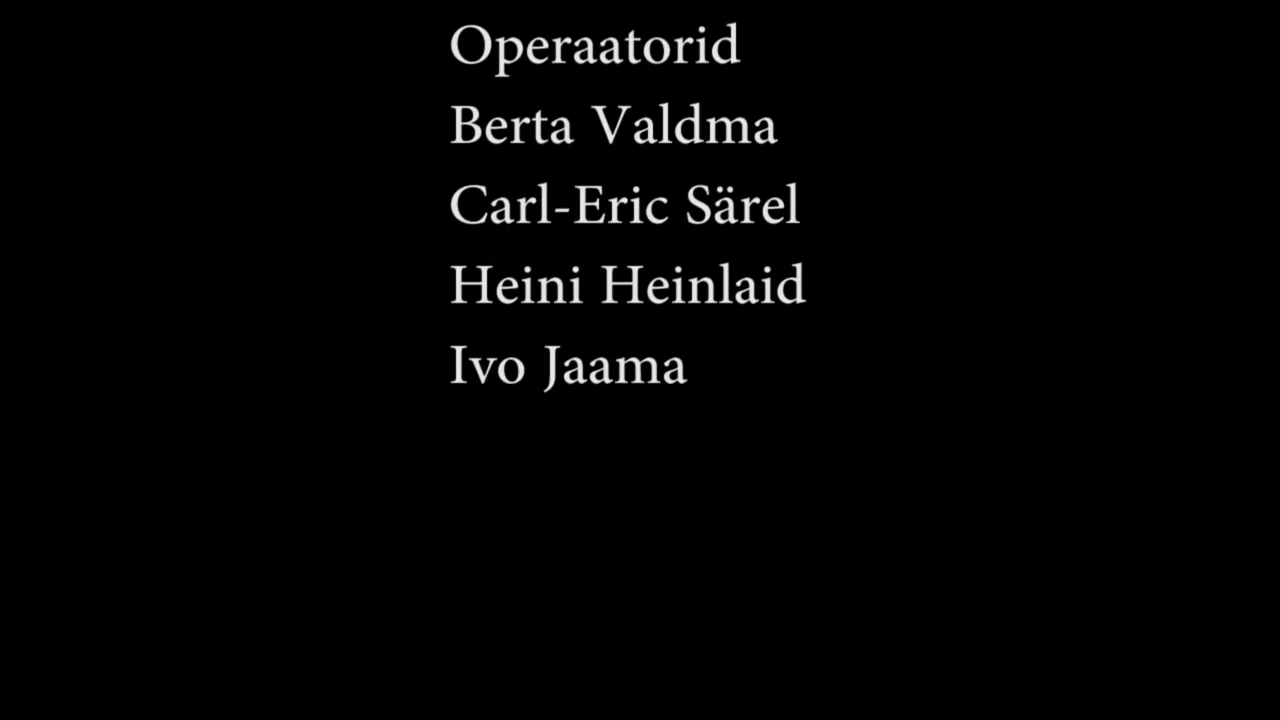 Operaatorid
Berta Valdma
Carl-Eric Särel
Heini Heinlaid
Ivo Jaama